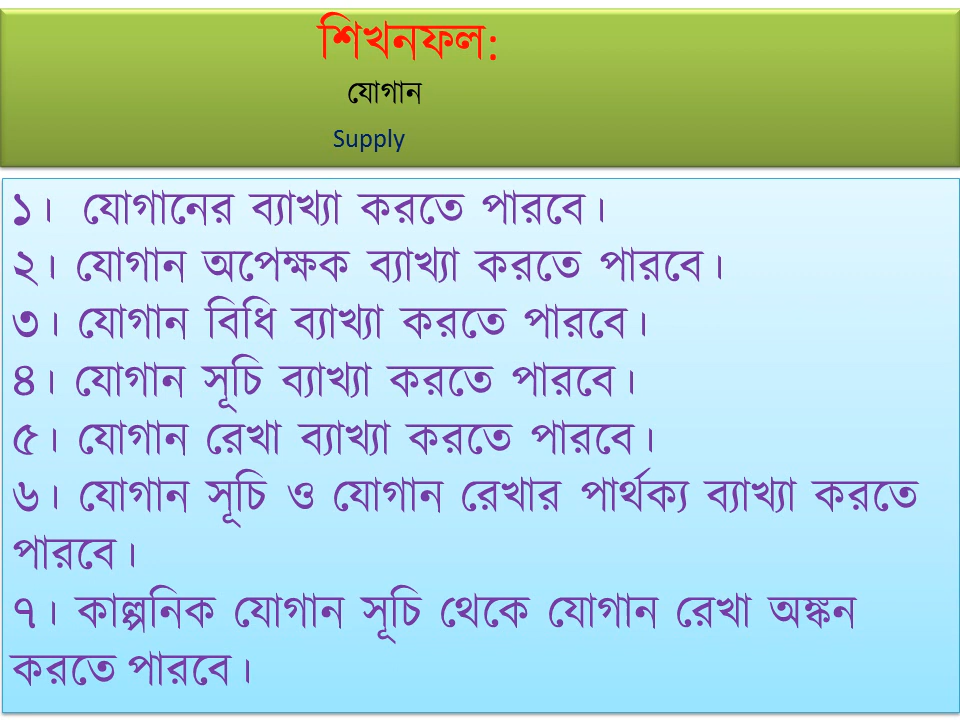 শিখনফল:
যোগান
Supply
১। যোগানের ব্যাখ্যা করতে পারবে।
২। যোগান অপেক্ষক ব্যাখ্যা করতে পারবে।
৩। যোগান বিধি ব্যাখ্যা করতে পারবে।
৪। যোগান সূচি ব্যাখ্যা করতে পারবে।
৫। যোগান রেখা ব্যাখ্যা করতে পারবে।
৬। যোগান সূচি ও যোগান রেখার পার্থক্য ব্যাখ্যা করতে
পারবে।
৭। কাল্পনিক যোগান সূচি থেকে যোগান রেখা অঙ্কন
করতে পারবে।